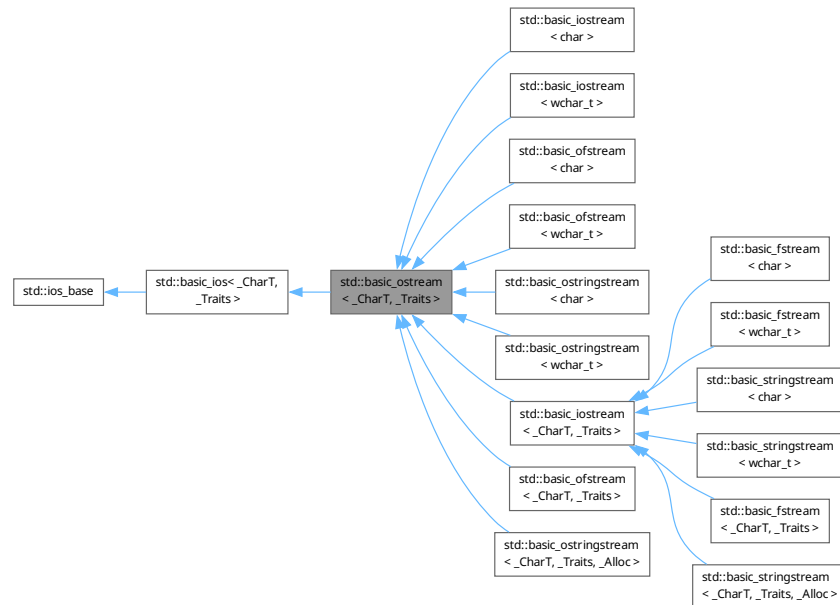 std::ios_base
std::basic_ios< _CharT,
_Traits >
std::basic_ostream
< _CharT, _Traits >
std::basic_iostream
< char >
std::basic_iostream
< wchar_t >
std::basic_ofstream
< char >
std::basic_ofstream
< wchar_t >
std::basic_ostringstream
< char >
std::basic_ostringstream
< wchar_t >
std::basic_iostream
< _CharT, _Traits >
std::basic_ofstream
< _CharT, _Traits >
std::basic_ostringstream
< _CharT, _Traits, _Alloc >
std::basic_fstream
< char >
std::basic_fstream
< wchar_t >
std::basic_stringstream
< char >
std::basic_stringstream
< wchar_t >
std::basic_fstream
< _CharT, _Traits >
std::basic_stringstream
< _CharT, _Traits, _Alloc >